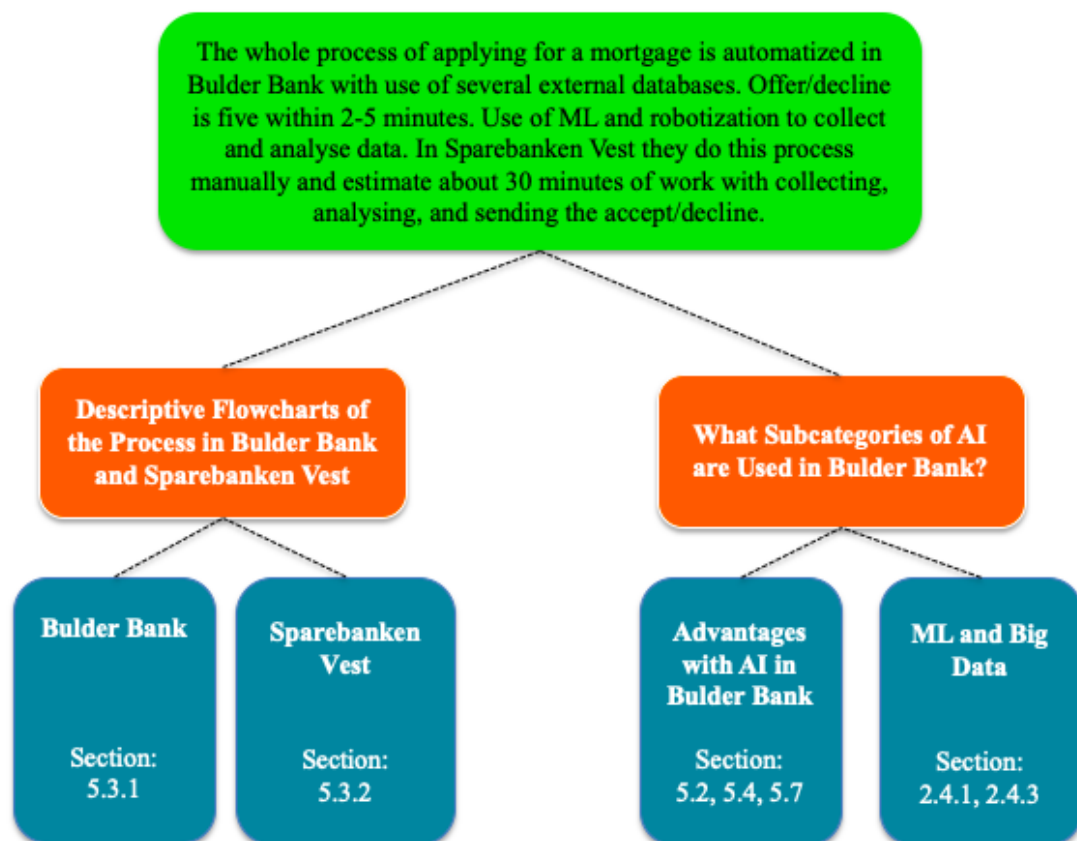 The whole process of applying for a mortgage is automatized in
Bulder Bank with use of several external databases. Offer/decline
is five within 2-5 minutes. Use of ML and robotization to collect
and analyse data. In Sparebanken Vest they do this process
manually and estimate about 30 minutes of work with collecting,
analysing, and sending the accept/decline.
Descriptive Flowcharts of
the Process in Bulder Bank
and Sparebanken Vest
What Subcategories of AI
are Used in Bulder Bank?
Bulder Bank
Section:
5.3.1
Sparebanken
Vest
Section:
5.3.2
Advantages
with AI in
Bulder Bank
Section:
5.2, 5.4, 5.7
ML and Big
Data
Section:
2.4.1, 2.4.3